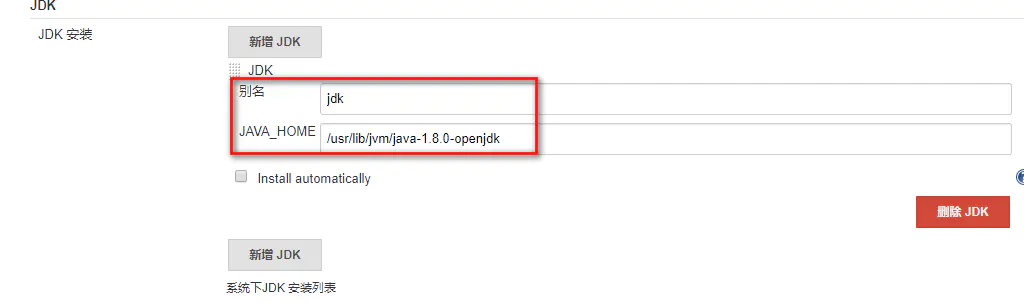 JDK
JDK 安装
新增 JDK
JDK
别名
jdk
JAVA_HOME
/usr/lib/jvm/java-1.8.0-openjdk
Install automatically
删除 JDK
新增 JDK
系统下JDK 安装列表